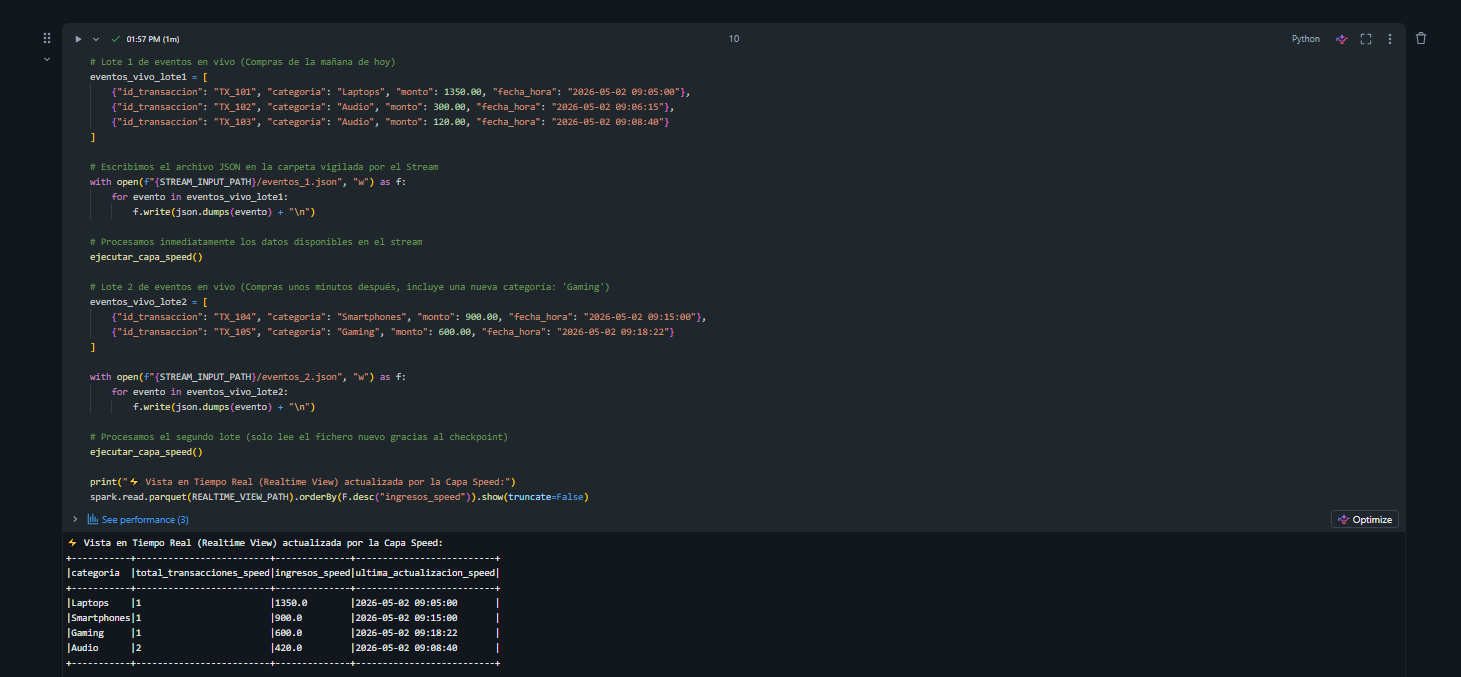 01:57 PM (1m)
10
Python
# Lote 1 de eventos en vivo (Compras de la mañana de hoy)
eventos_vivo_lote1 = [
    {"id_transaccion": "TX_101", "categoria": "Laptops", "monto": 1350.00, "fecha_hora": "2026-05-02 09:05:00"},
    {"id_transaccion": "TX_102", "categoria": "Audio", "monto": 300.00, "fecha_hora": "2026-05-02 09:06:15"},
    {"id_transaccion": "TX_103", "categoria": "Audio", "monto": 120.00, "fecha_hora": "2026-05-02 09:08:40"}
]
# Escribimos el archivo JSON en la carpeta vigilada por el Stream
with open(f"{STREAM_INPUT_PATH}/eventos_1.json", "w") as f:
    for evento in eventos_vivo_lote1:
        f.write(json.dumps(evento) + "\n")
# Procesamos inmediatamente los datos disponibles en el stream
ejecutar_capa_speed()
# Lote 2 de eventos en vivo (Compras unos minutos después, incluye una nueva categoría: 'Gaming')
eventos_vivo_lote2 = [
    {"id_transaccion": "TX_104", "categoria": "Smartphones", "monto": 900.00, "fecha_hora": "2026-05-02 09:15:00"},
    {"id_transaccion": "TX_105", "categoria": "Gaming", "monto": 600.00, "fecha_hora": "2026-05-02 09:18:22"}
]
with open(f"{STREAM_INPUT_PATH}/eventos_2.json", "w") as f:
    for evento in eventos_vivo_lote2:
        f.write(json.dumps(evento) + "\n")
# Procesamos el segundo lote (solo lee el fichero nuevo gracias al checkpoint)
ejecutar_capa_speed()
print("⚡ Vista en Tiempo Real (Realtime View) actualizada por la Capa Speed:")
spark.read.parquet(REALTIME_VIEW_PATH).orderBy(F.desc("ingresos_speed")).show(truncate=False)
See performance (3)
Optimize
⚡ Vista en Tiempo Real (Realtime View) actualizada por la Capa Speed:
+-----------+-------------------------+--------------+--------------------------+
|categoria  |total_transacciones_speed|ingresos_speed|ultima_actualizacion_speed|
+-----------+-------------------------+--------------+--------------------------+
|Laptops    |1                        |1350.0        |2026-05-02 09:05:00       |
|Smartphones|1                        |900.0         |2026-05-02 09:15:00       |
|Gaming     |1                        |600.0         |2026-05-02 09:18:22       |
|Audio      |2                        |420.0         |2026-05-02 09:08:40       |
+-----------+-------------------------+--------------+--------------------------+